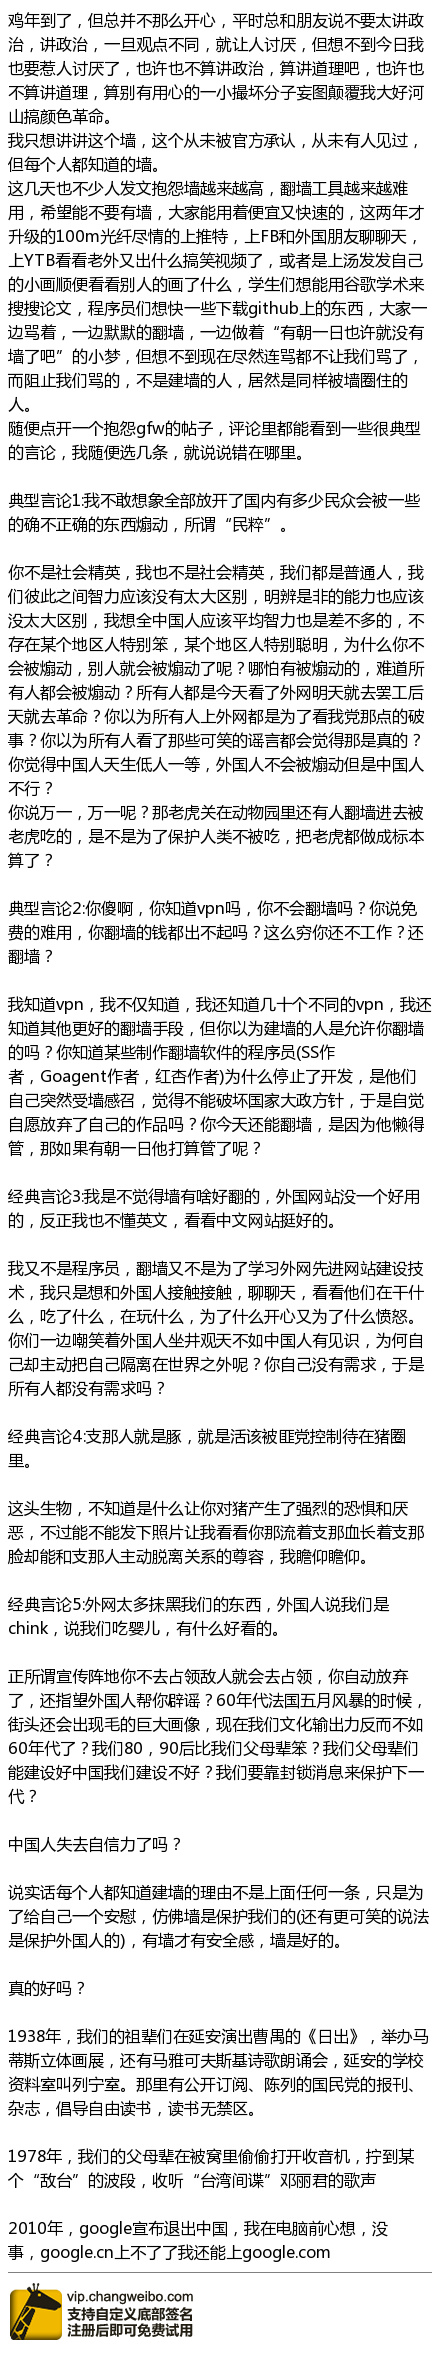 鸡年到了，但总并不那么开心，平时总和朋友说不要太讲政
治，讲政治，一旦观点不同，就让人讨厌，但想不到今日我
也要惹人讨厌了，也许也不算讲政治，算讲道理吧，也许也
不算讲道理，算别有用心的一小撮坏分子妄图颠覆我大好河
山搞颜色革命。
我只想讲讲这个墙，这个从未被官方承认，从未有人见过，
但每个人都知道的墙。
这几天也不少人发文抱怨墙越来越高，翻墙工具越来越难
用，希望能不要有墙，大家能用着便宜又快速的，这两年才
升级的100m光纤尽情的上推特，上FB和外国朋友聊聊天，
上YTB看看老外又出什么搞笑视频了，或者是上汤发发自己
的小画顺便看看别人的画了什么，学生们想能用谷歌学术来
搜搜论文，程序员们想快一些下载github上的东西，大家一
边骂着，一边默默的翻墙，一边做着“有朝一日也许就没有
墙了吧”的小梦，但想不到现在尽然连骂都不让我们骂了，
而阻止我们骂的，不是建墙的人，居然是同样被墙圈住的
人。
随便点开一个抱怨gfw的帖子，评论里都能看到一些很典型
的言论，我随便选几条，就说说错在哪里。
典型言论1:我不敢想象全部放开了国内有多少民众会被一些
的确不正确的东西煽动，所谓“民粹”。
你不是社会精英，我也不是社会精英，我们都是普通人，我
们彼此之间智力应该没有太大区别，明辨是非的能力也应该
没太大区别，我想全中国人应该平均智力也是差不多的，不
存在某个地区人特别笨，某个地区人特别聪明，为什么你不
会被煽动，别人就会被煽动了呢？哪怕有被煽动的，难道所
有人都会被煽动？所有人都是今天看了外网明天就去罢工后
天就去革命？你以为所有人上外网都是为了看我党那点的破
事？你以为所有人看了那些可笑的谣言都会觉得那是真的？
你觉得中国人天生低人一等，外国人不会被煽动但是中国人
不行？
你说万一，万一呢？那老虎关在动物园里还有人翻墙进去被
老虎吃的，是不是为了保护人类不被吃，把老虎都做成标本
算了？
典型言论2:你傻啊，你知道vpn吗，你不会翻墙吗？你说免
费的难用，你翻墙的钱都出不起吗？这么穷你还不工作？还
翻墙？
我知道vpn，我不仅知道，我还知道几十个不同的vpn，我还
知道其他更好的翻墙手段，但你以为建墙的人是允许你翻墙
的吗？你知道某些制作翻墙软件的程序员(SS作
者，Goagent作者，红杏作者)为什么停止了开发，是他们
自己突然受墙感召，觉得不能破坏国家大政方针，于是自觉
自愿放弃了自己的作品吗？你今天还能翻墙，是因为他懒得
管，那如果有朝一日他打算管了呢？
经典言论3:我是不觉得墙有啥好翻的，外国网站没一个好用
的，反正我也不懂英文，看看中文网站挺好的。
我又不是程序员，翻墙又不是为了学习外网先进网站建设技
术，我只是想和外国人接触接触，聊聊天，看看他们在干什
么，吃了什么，在玩什么，为了什么开心又为了什么愤怒。
你们一边嘲笑着外国人坐井观天不如中国人有见识，为何自
己却主动把自己隔离在世界之外呢？你自己没有需求，于是
所有人都没有需求吗？
经典言论4:支那人就是豚，就是活该被匪党控制待在猪圈
里。
这头生物，不知道是什么让你对猪产生了强烈的恐惧和厌
恶，不过能不能发下照片让我看看你那流着支那血长着支那
脸却能和支那人主动脱离关系的尊容，我瞻仰瞻仰。
经典言论5:外网太多抹黑我们的东西，外国人说我们是
chink，说我们吃婴儿，有什么好看的。
正所谓宣传阵地你不去占领敌人就会去占领，你自动放弃
了，还指望外国人帮你辟谣？60年代法国五月风暴的时候，
街头还会出现毛的巨大画像，现在我们文化输出力反而不如
60年代了？我们80，90后比我们父母辈笨？我们父母辈们
能建设好中国我们建设不好？我们要靠封锁消息来保护下一
代？
中国人失去自信力了吗？
说实话每个人都知道建墙的理由不是上面任何一条，只是为
了给自己一个安慰，仿佛墙是保护我们的(还有更可笑的说法
是保护外国人的)，有墙才有安全感，墙是好的。
真的好吗？
1938年，我们的祖辈们在延安演出曹禺的《日出》，举办马
蒂斯立体画展，还有马雅可夫斯基诗歌朗诵会，延安的学校
资料室叫列宁室。那里有公开订阅、陈列的国民党的报刊、
杂志，倡导自由读书，读书无禁区。
1978年，我们的父母辈在被窝里偷偷打开收音机，拧到某
个“敌台”的波段，收听“台湾间谍”邓丽君的歌声
2010年，google宣布退出中国，我在电脑前心想，没
事，google.cn上不了了我还能上google.com
vip.changweibo.com
支持自定义底部签名
注册后即可免费试用